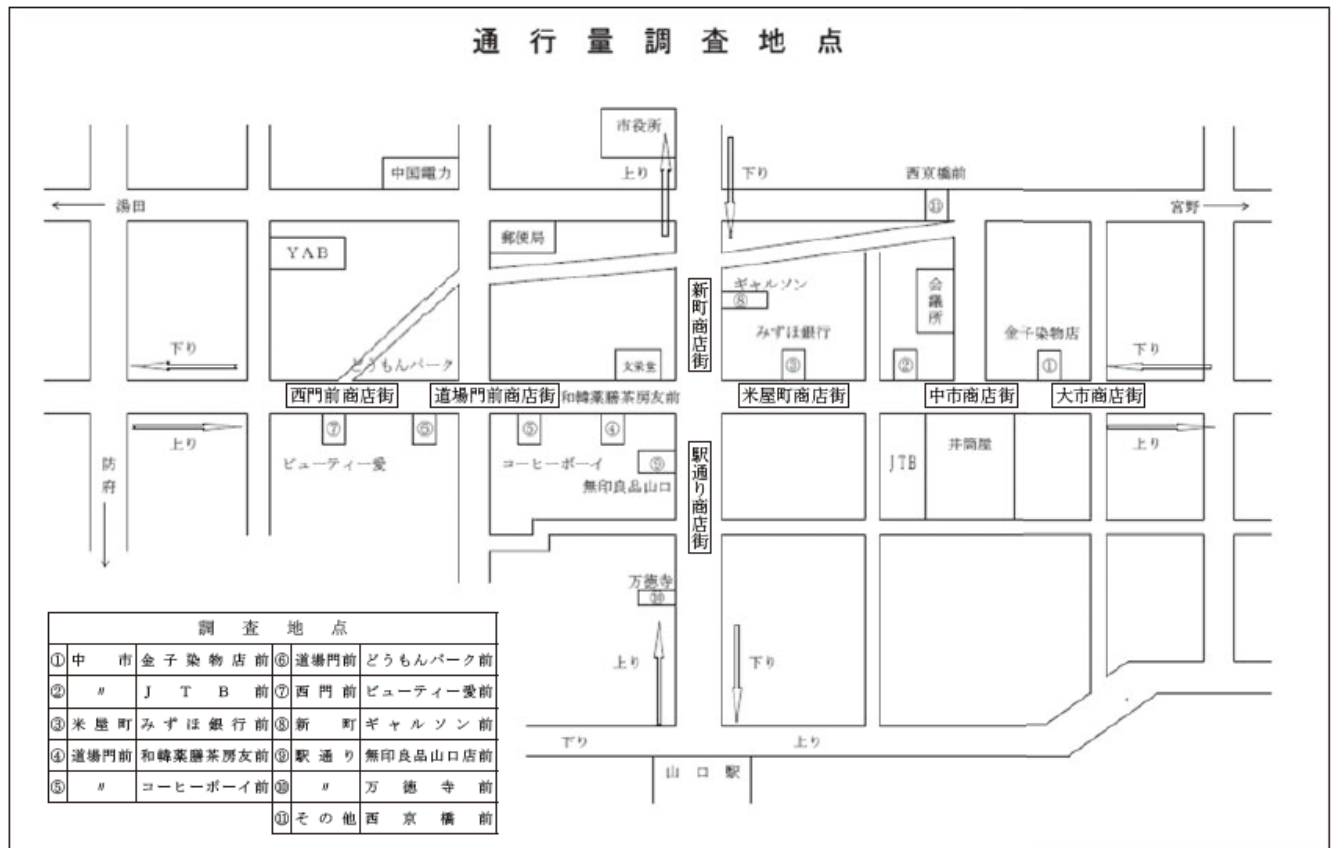 通行量調査地点
市役所
中国電力
上り
下り
西京橋前
⑪
湯田
宮野
YAB
郵便局
新町商店街
ギャルソン
⑧
会議所
みずほ銀行
金子染物店
下り
どうもんパーク
文栄堂
③
②
①
下り
西門前商店街
道場門前商店街
和韓薬膳茶房友前
米屋町商店街
中市商店街
大市商店街
上り
⑦
⑥
⑤
④
上り
防府
ビューティー愛
コーヒーボーイ
⑨
無印良品山口
駅通り商店街
JTB
井筒屋
万徳寺
⑩
上り
下り
下り
上り
山口駅
調査地点
①中市 金子染物店前 ⑥道場門前 どうもんパーク前
②〃 JTB前 ⑦西門前 ビューティー愛前
③米屋町 みずほ銀行前 ⑧新町 ギャルソン前
④道場門前 和韓薬膳茶房友前 ⑨駅通り 無印良品山口店前
⑤〃 コーヒーボーイ前 ⑩〃 万徳寺前
⑪その他 西京橋前